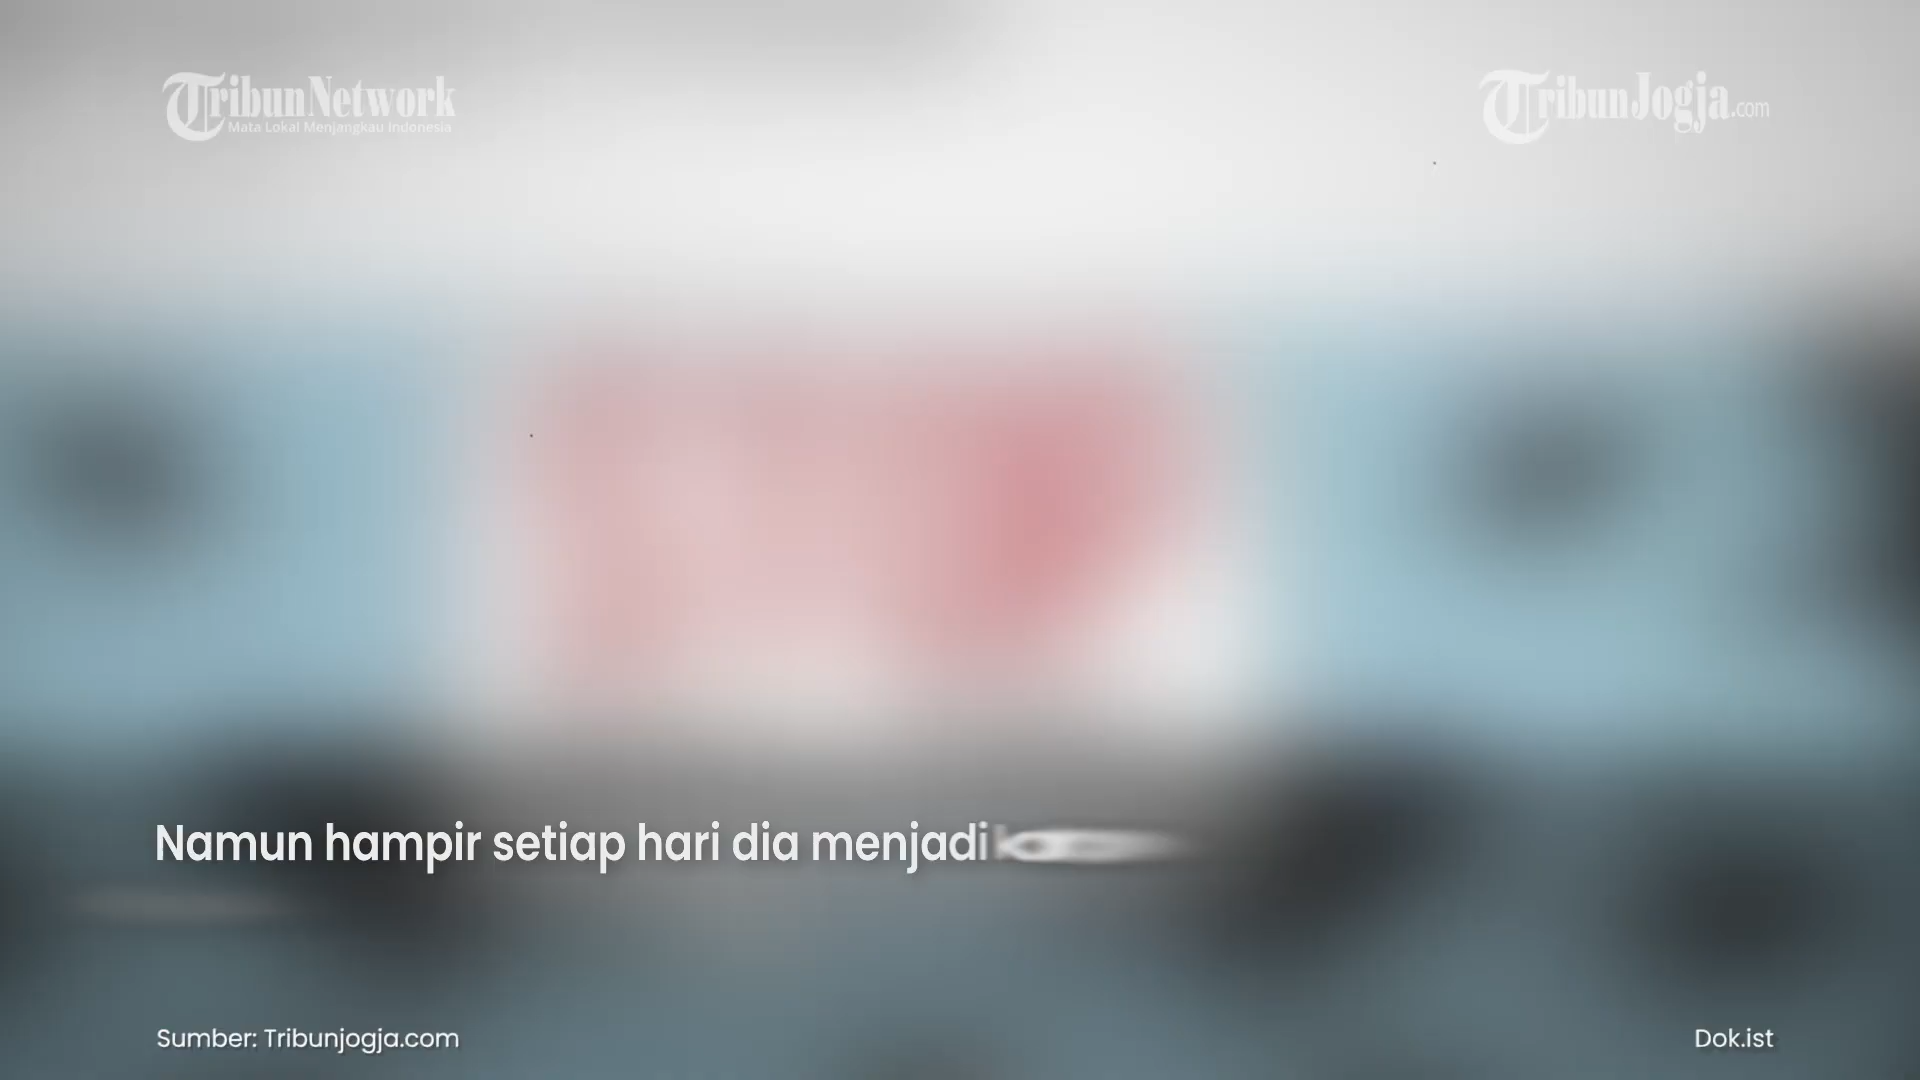 TribunNetwork
Mata Lokal Menjangkau Indonesia
TribunJogja.com
Namun hampir setiap hari dia menjadi
Sumber: Tribunjogja.com
Dok.ist